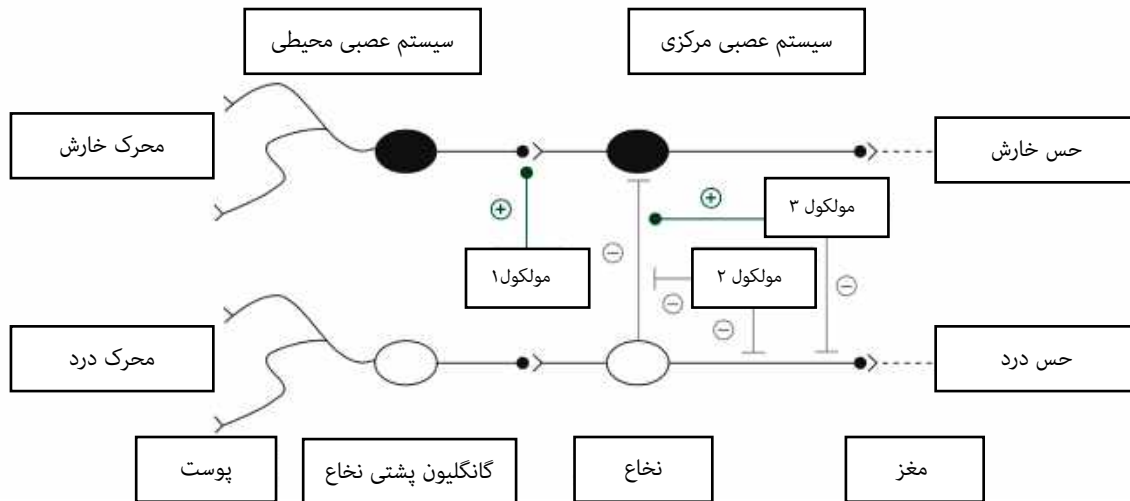 سیستم عصبی مرکزی
سیستم عصبی محیطی
حس خارش
محرک خارش
+
+
مولکول ۳
مولکول۱
−
مولکول ۲
−
−
−
حس درد
محرک درد
مغز
نخاع
گانگلیون پشتی نخاع
پوست